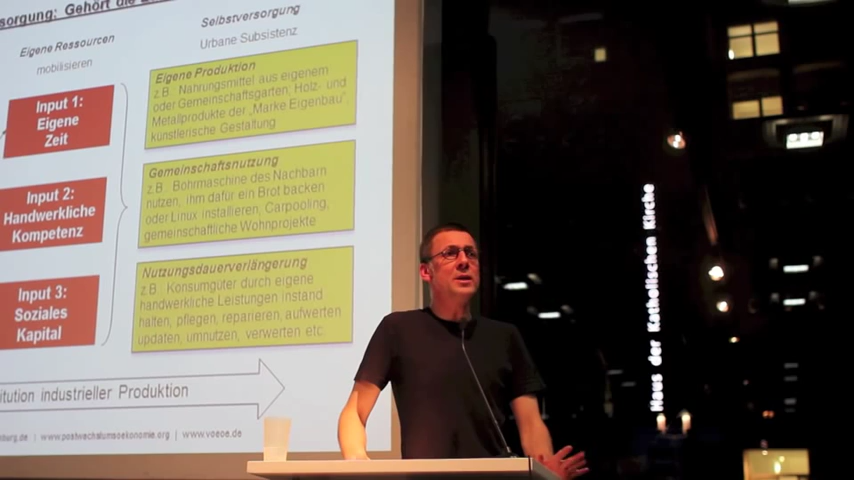 sorgung: Gehört die
Eigene Ressourcen
mobilisieren
Selbstversorgung
Urbane Subsistenz
Input 1:
Eigene
Zeit
Input 2:
Handwerkliche
Kompetenz
Input 3:
Soziales
Kapital
Eigene Produktion
z.B. Nahrungsmittel aus eigenem
oder Gemeinschaftsgarten; Holz- und
Metallprodukte der „Marke Eigenbau",
künstlerische Gestaltung
Gemeinschaftsnutzung
z.B. Bohrmaschine des Nachbarn
nutzen, ihm dafür ein Brot backen
oder Linux installieren, Carpooling,
gemeinschaftliche Wohnprojekte
Nutzungsdauerverlängerung
z.B. Konsumgüter durch eigene
handwerkliche Leistungen instand
halten, pflegen, reparieren, aufwerten
updaten, umnutzen, verwerten etc.
titution industrieller Produktion
nburg.de | www.postwachstumsoekonomie.org | www.voeoe.de
Haus der Katholischen Kirche